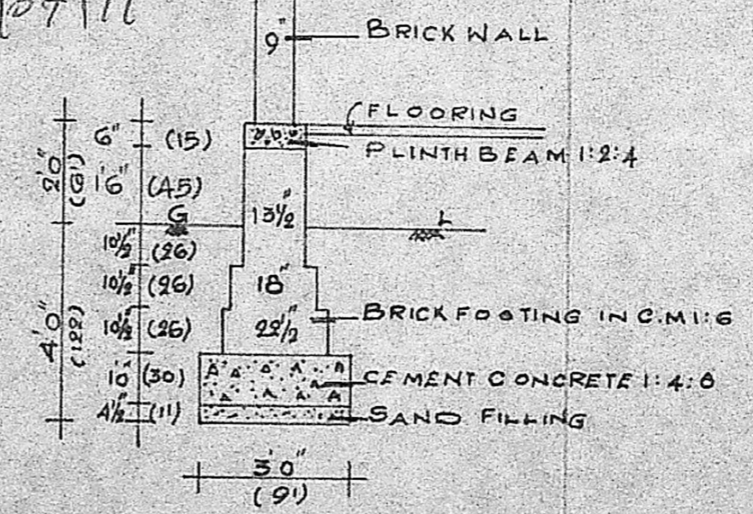 9" BRICK WALL
FLOORING
6" (15)
PLINTH BEAM 1:2:4
2'0" (61) 1'6" (45)
G L
13½"
10½" (26)
10½" (26) 18"
4'0" (122) 10½" (26) 22½" BRICK FOOTING IN C.M 1:6
10" (30) CEMENT CONCRETE 1:4:8
4½" (11) SAND FILLING
3'0"
(91)